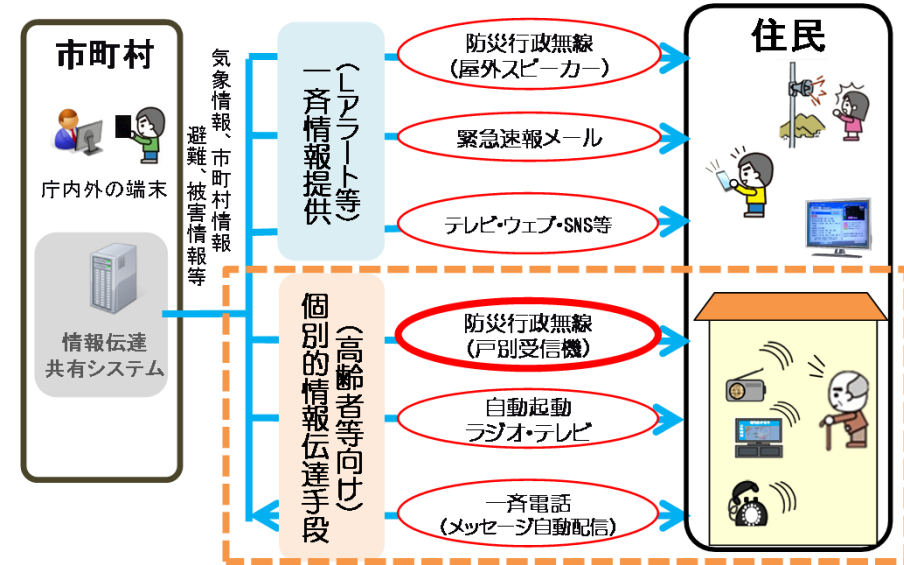 市町村
庁内外の端末
情報伝達
共有システム
気象情報、市町村情報
避難、被害情報等
(Lアラート等)
一斉情報提供
防災行政無線
(屋外スピーカー)
緊急速報メール
テレビ・ウェブ・SNS等
(高齢者等向け)
個別的情報伝達手段
防災行政無線
(戸別受信機)
自動起動
ラジオ・テレビ
一斉電話
(メッセージ自動配信)
住民